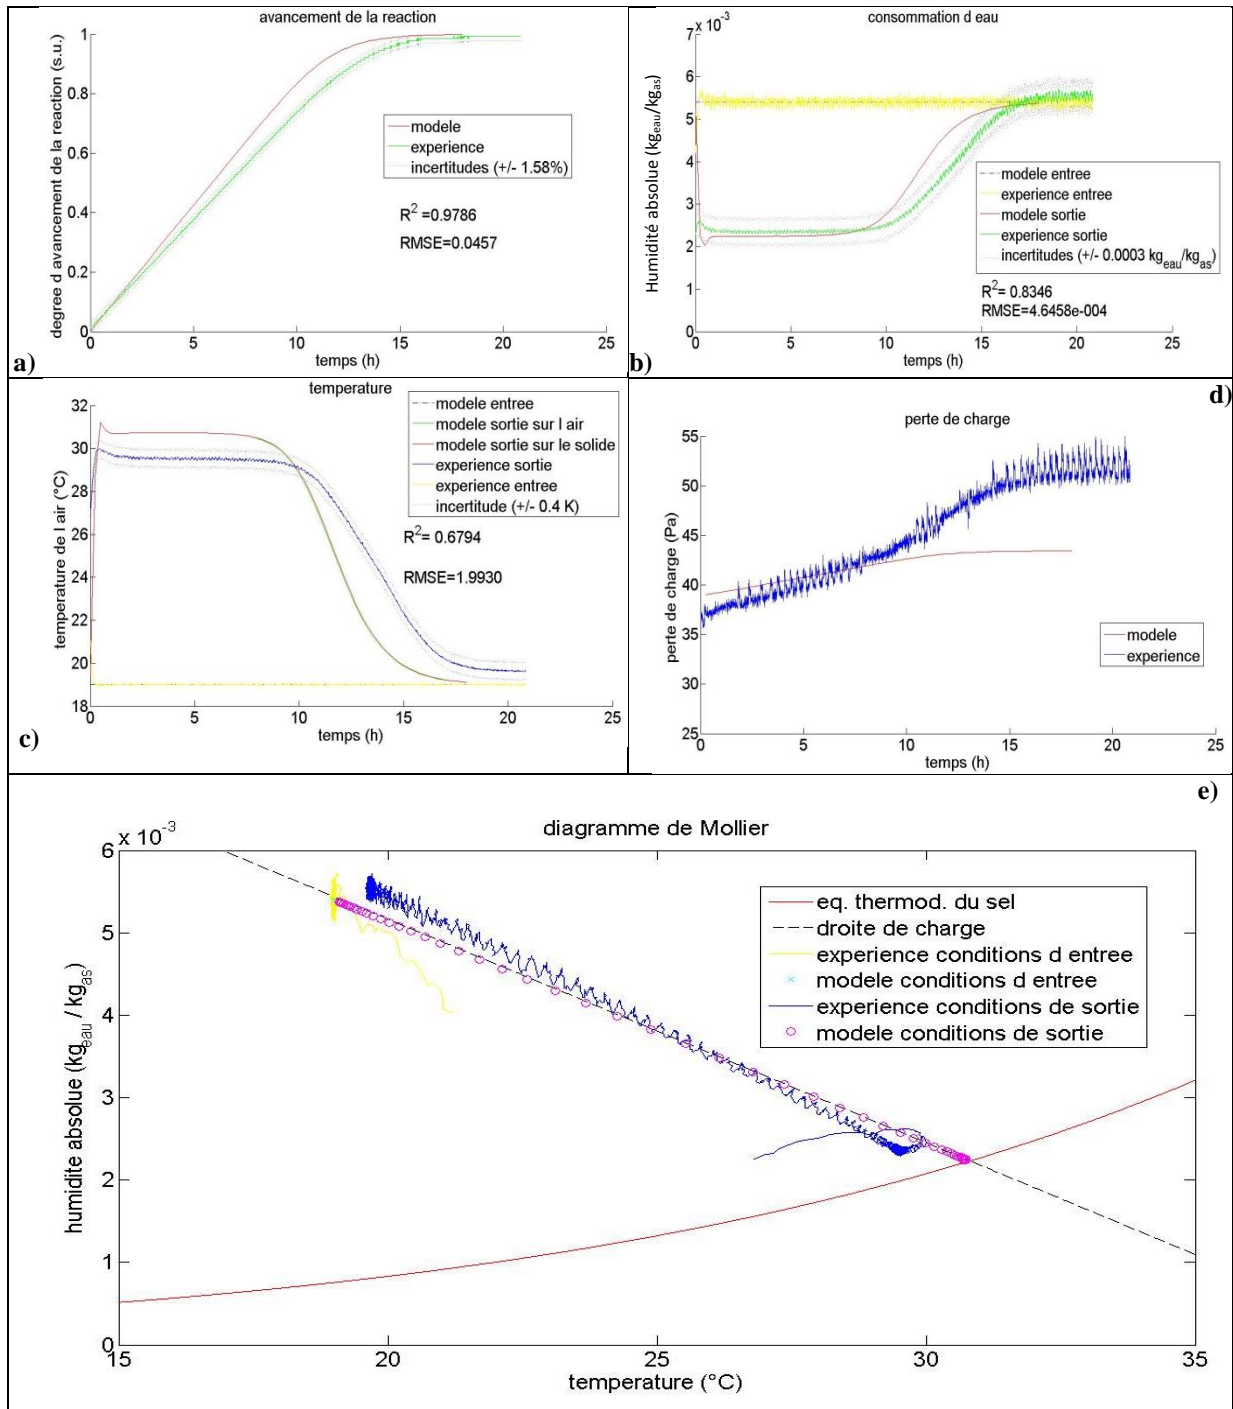 avancement de la reaction
degree d avancement de la reaction (s.u.)
1
0.8
0.6
0.4
0.2
0
0 5 10 15 20 25
temps (h)
modele
experience
incertitudes (+/- 1.58%)
R2 =0.9786
RMSE=0.0457
a)
consommation d eau
x 10-3
Humidité absolue (kgeau/kgas)
7
6
5
4
3
2
1
0
0 5 10 15 20 25
temps (h)
modele entree
experience entree
modele sortie
experience sortie
incertitudes (+/- 0.0003 kgeau/kgas)
R2= 0.8346
RMSE=4.6458e-004
b)
temperature
temperature de l air (°C)
32
30
28
26
24
22
20
18
0 5 10 15 20 25
temps (h)
modele entree
modele sortie sur l air
modele sortie sur le solide
experience sortie
experience entree
incertitude (+/- 0.4 K)
R2= 0.6794
RMSE=1.9930
c)
d)
perte de charge
perte de charge (Pa)
55
50
45
40
35
30
25
0 5 10 15 20 25
temps (h)
modele
experience
e)
diagramme de Mollier
x 10-3
humidite absolue (kgeau / kgas)
6
5
4
3
2
1
0
15 20 25 30 35
temperature (°C)
eq. thermod. du sel
droite de charge
experience conditions d entree
modele conditions d entree
experience conditions de sortie
modele conditions de sortie